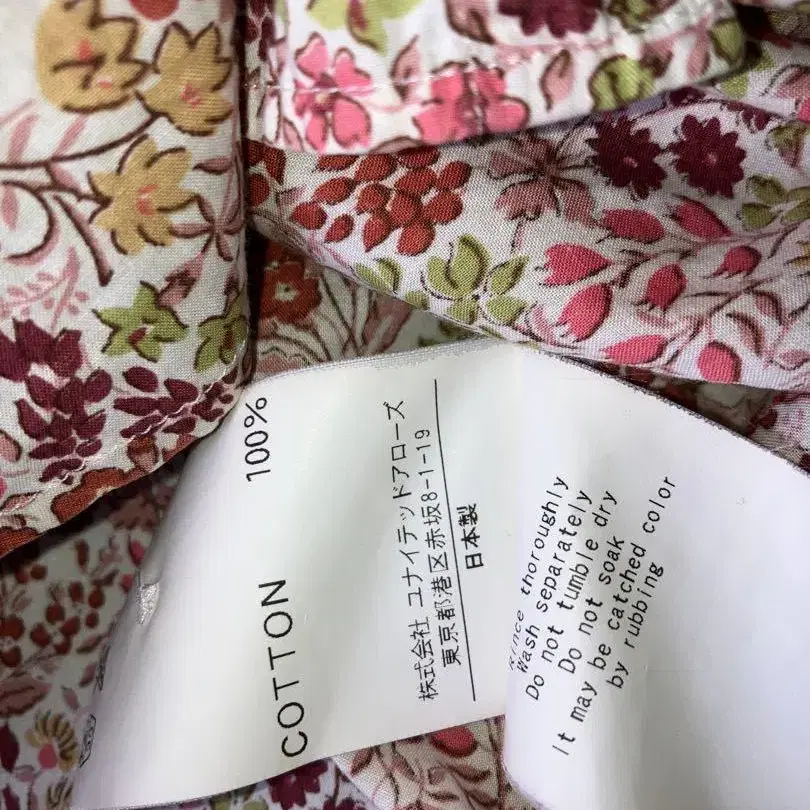 COTTON 100%
株式会社 ユナイテッドアローズ
東京都港区赤坂8-1-19
日本製
Rince thoroughly
Wash separately
Do not tumble dry
Do not soak
It may be catched color
by rubbing